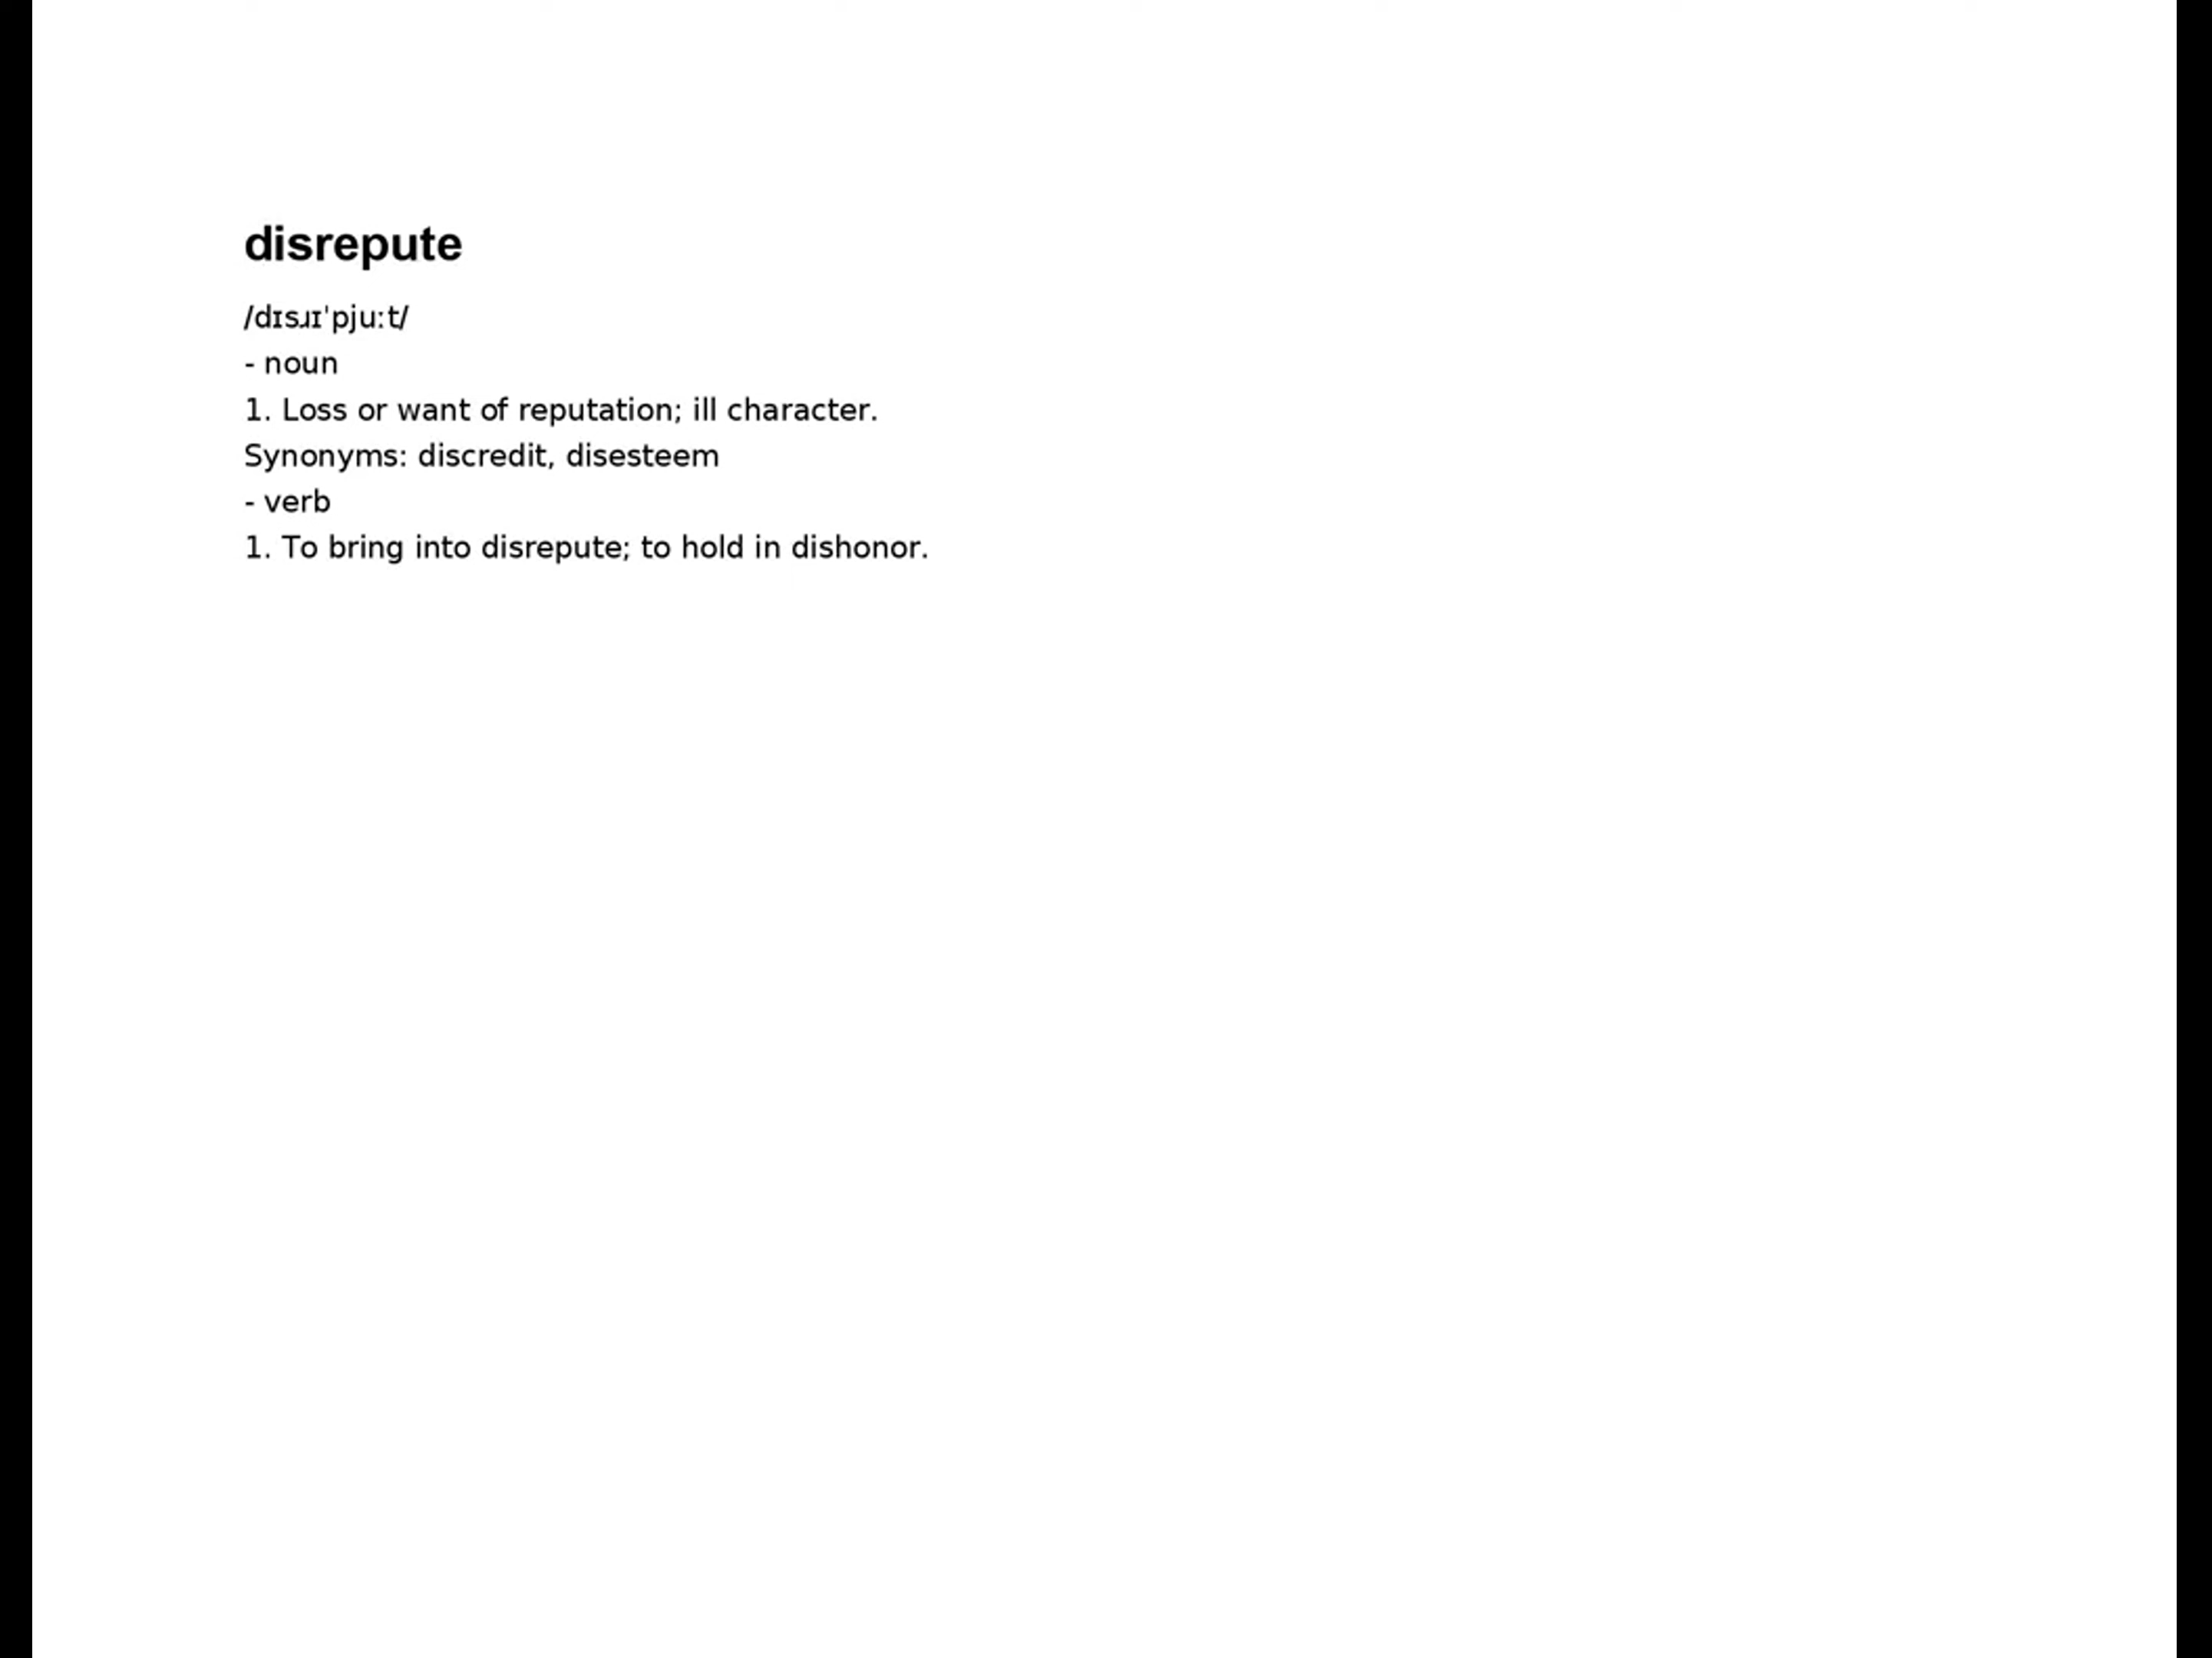 disrepute
/dɪsɹɪˈpjuːt/
- noun
1. Loss or want of reputation; ill character.
Synonyms: discredit, disesteem
- verb
1. To bring into disrepute; to hold in dishonor.